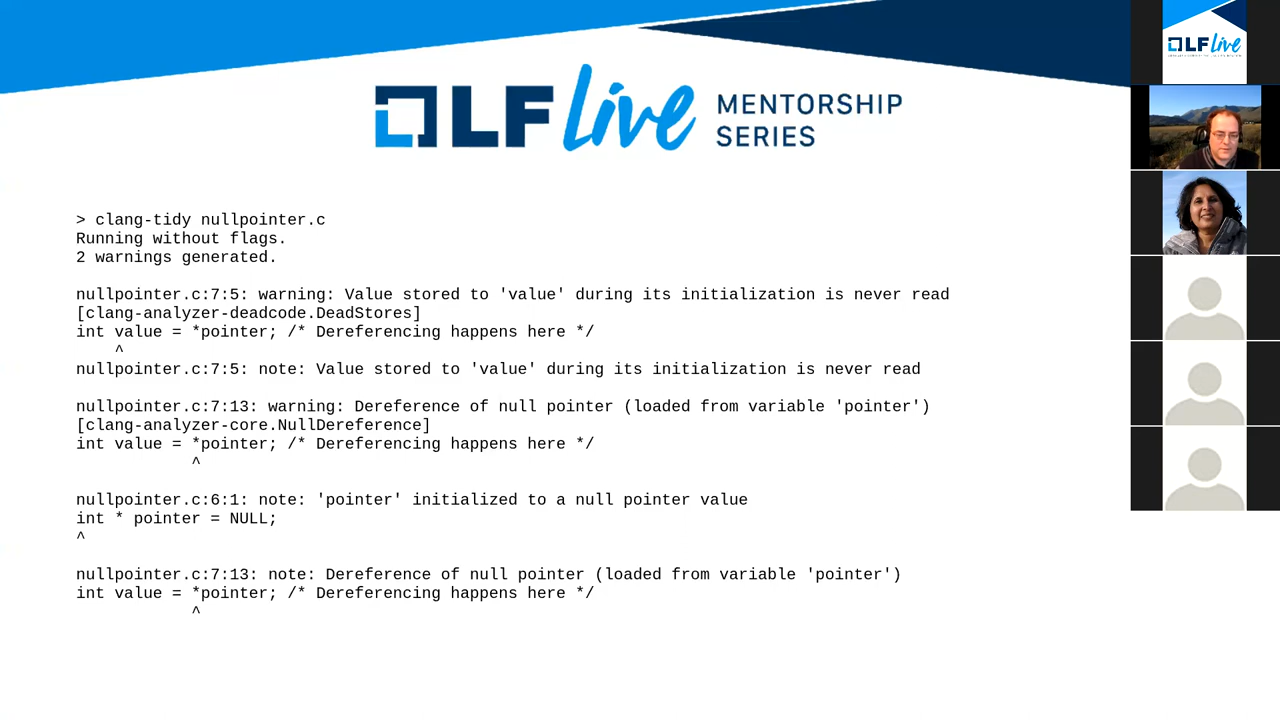 LF Live MENTORSHIP
SERIES
LF Live
> clang-tidy nullpointer.c
Running without flags.
2 warnings generated.
nullpointer.c:7:5: warning: Value stored to 'value' during its initialization is never read
[clang-analyzer-deadcode.DeadStores]
int value = *pointer; /* Dereferencing happens here */
^
nullpointer.c:7:5: note: Value stored to 'value' during its initialization is never read
nullpointer.c:7:13: warning: Dereference of null pointer (loaded from variable 'pointer')
[clang-analyzer-core.NullDereference]
int value = *pointer; /* Dereferencing happens here */
^
nullpointer.c:6:1: note: 'pointer' initialized to a null pointer value
int * pointer = NULL;
^
nullpointer.c:7:13: note: Dereference of null pointer (loaded from variable 'pointer')
int value = *pointer; /* Dereferencing happens here */
^